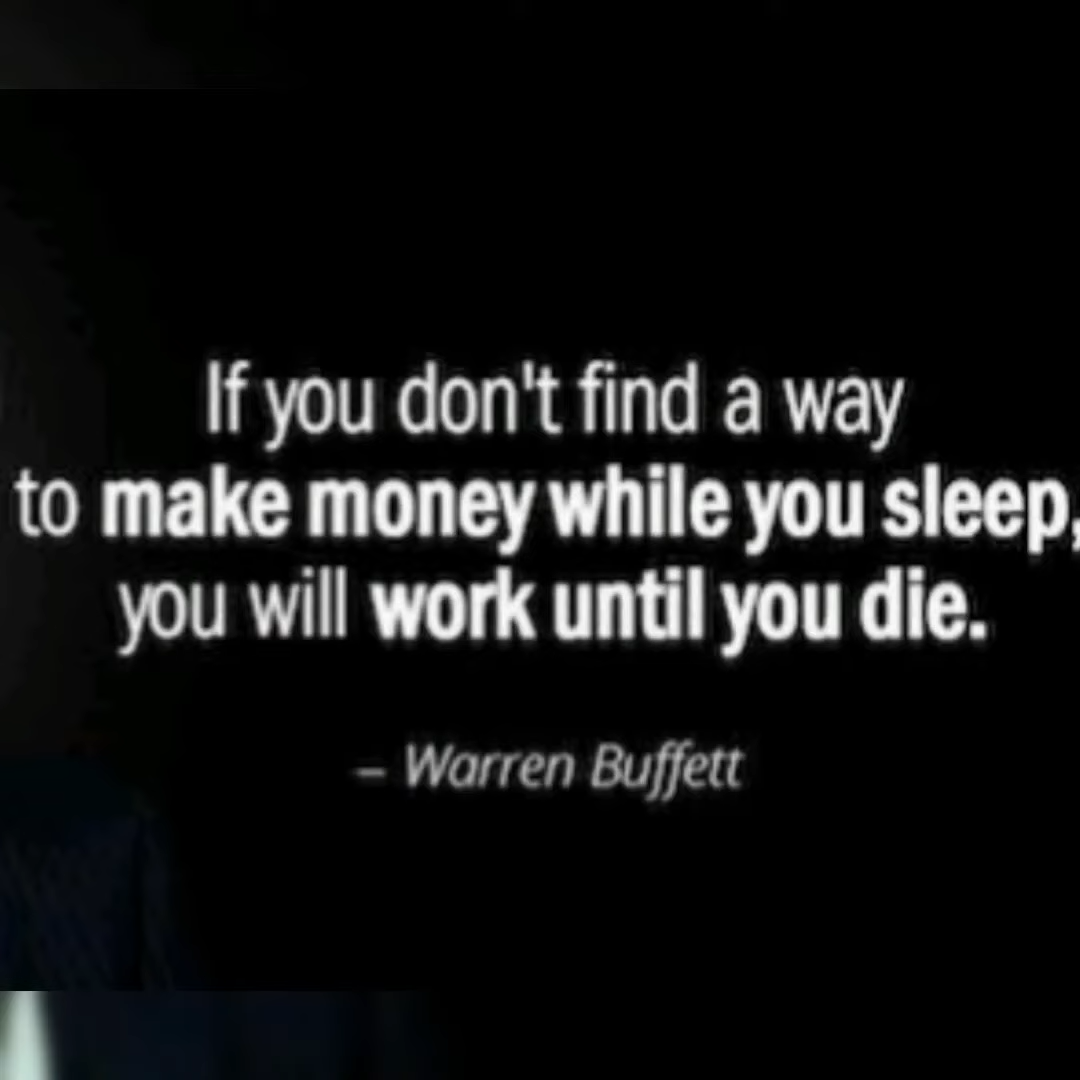 If you don't find a way
to make money while you sleep,
you will work until you die.
– Warren Buffett